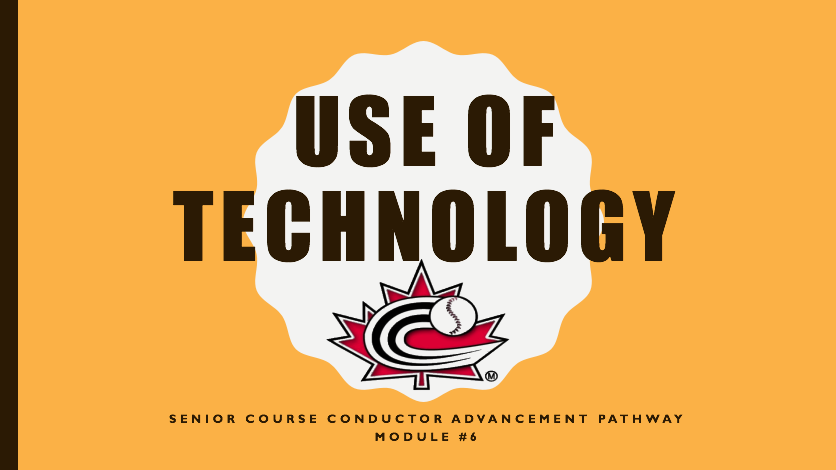 USE OF
TECHNOLOGY
M
SENIOR COURSE CONDUCTOR ADVANCEMENT PATHWAY
MODULE #6